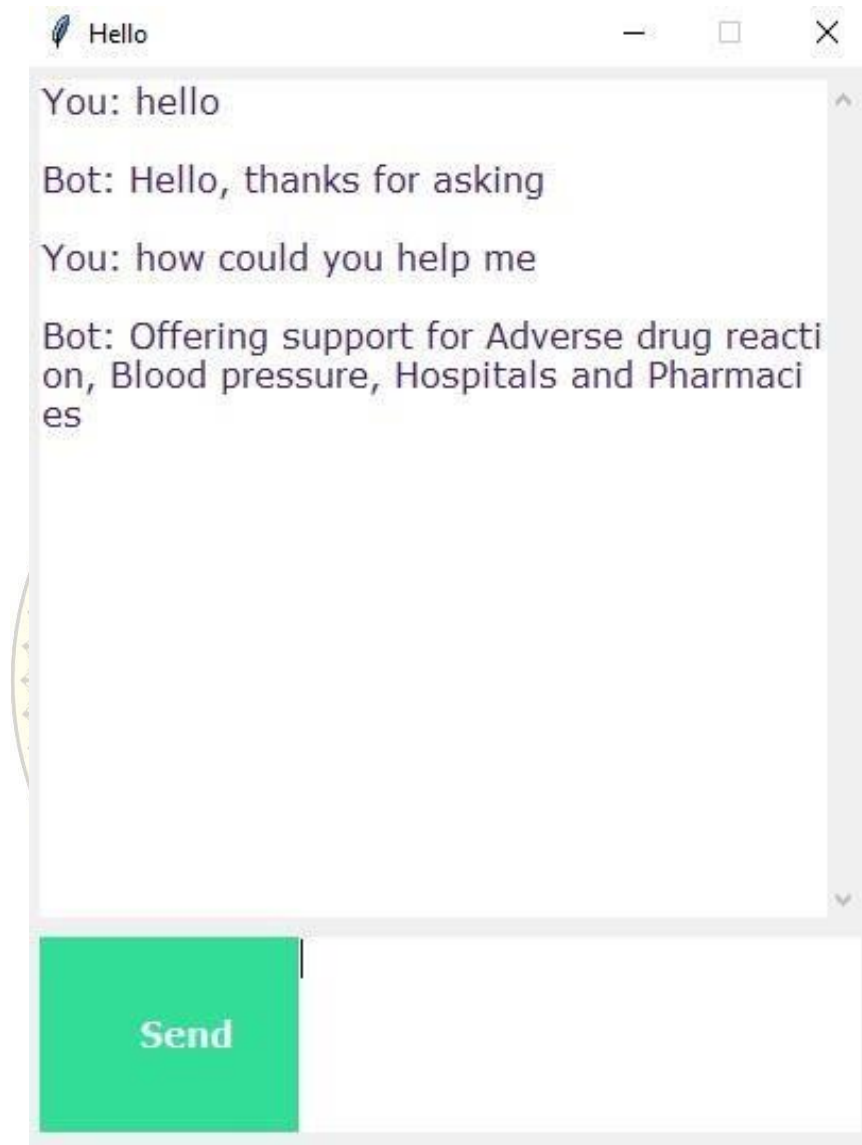 Hello
You: hello
Bot: Hello, thanks for asking
You: how could you help me
Bot: Offering support for Adverse drug reacti
on, Blood pressure, Hospitals and Pharmaci
es
Send